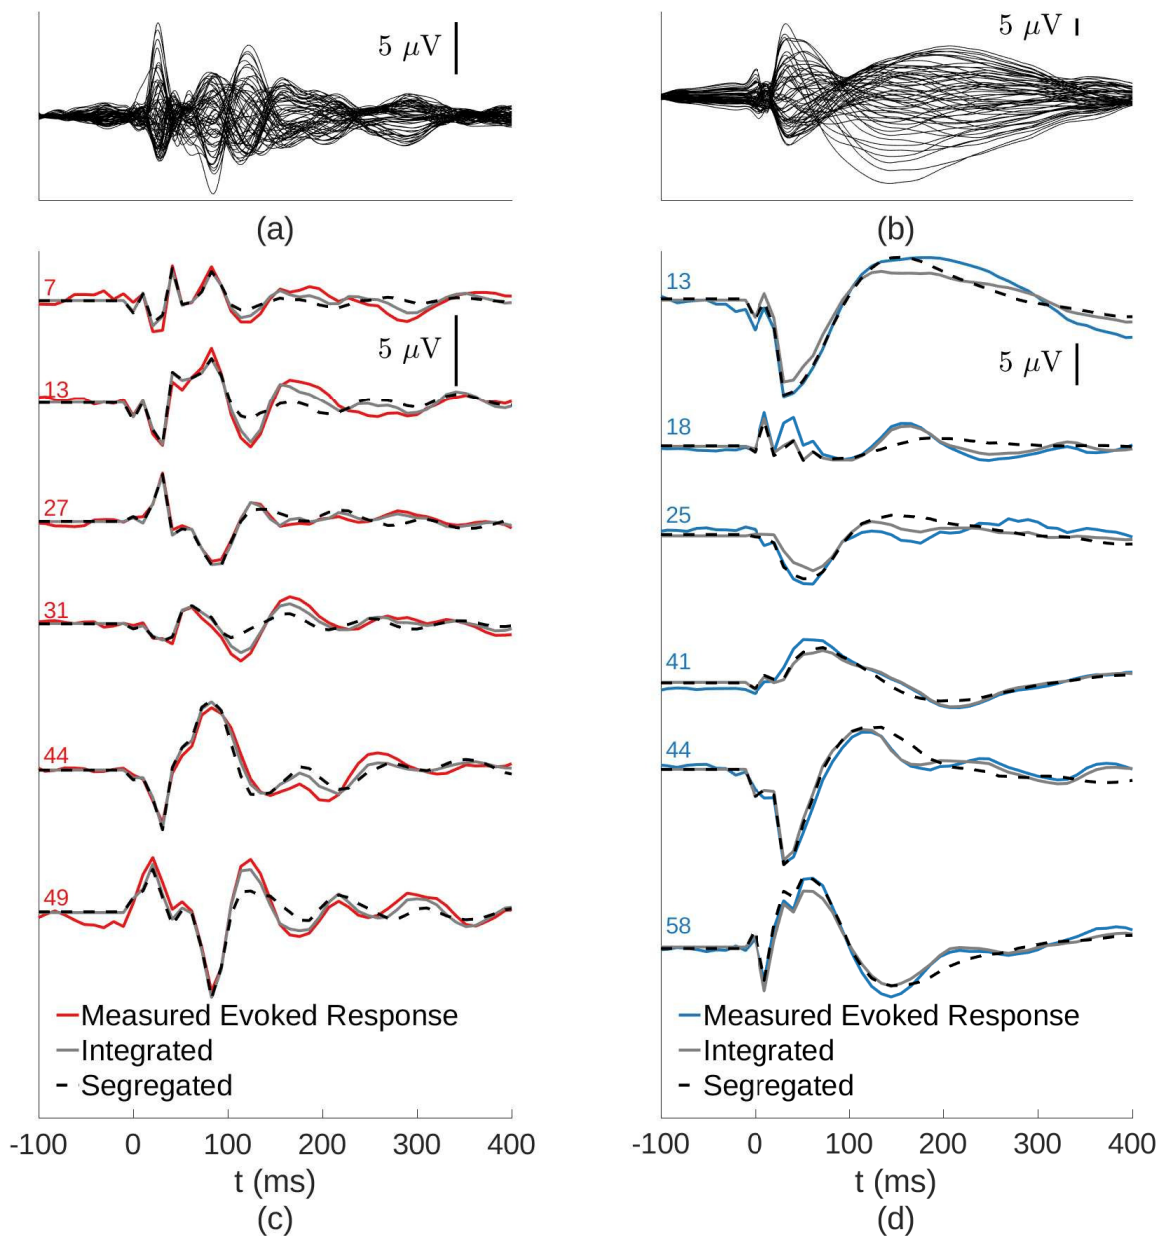 5 μV
(a)
7
5 μV
13
27
31
44
49
Measured Evoked Response
Integrated
Segregated
-100 0 100 200 300 400
t (ms)
(c)
5 μV
(b)
13
5 μV
18
25
41
44
58
Measured Evoked Response
Integrated
Segregated
-100 0 100 200 300 400
t (ms)
(d)